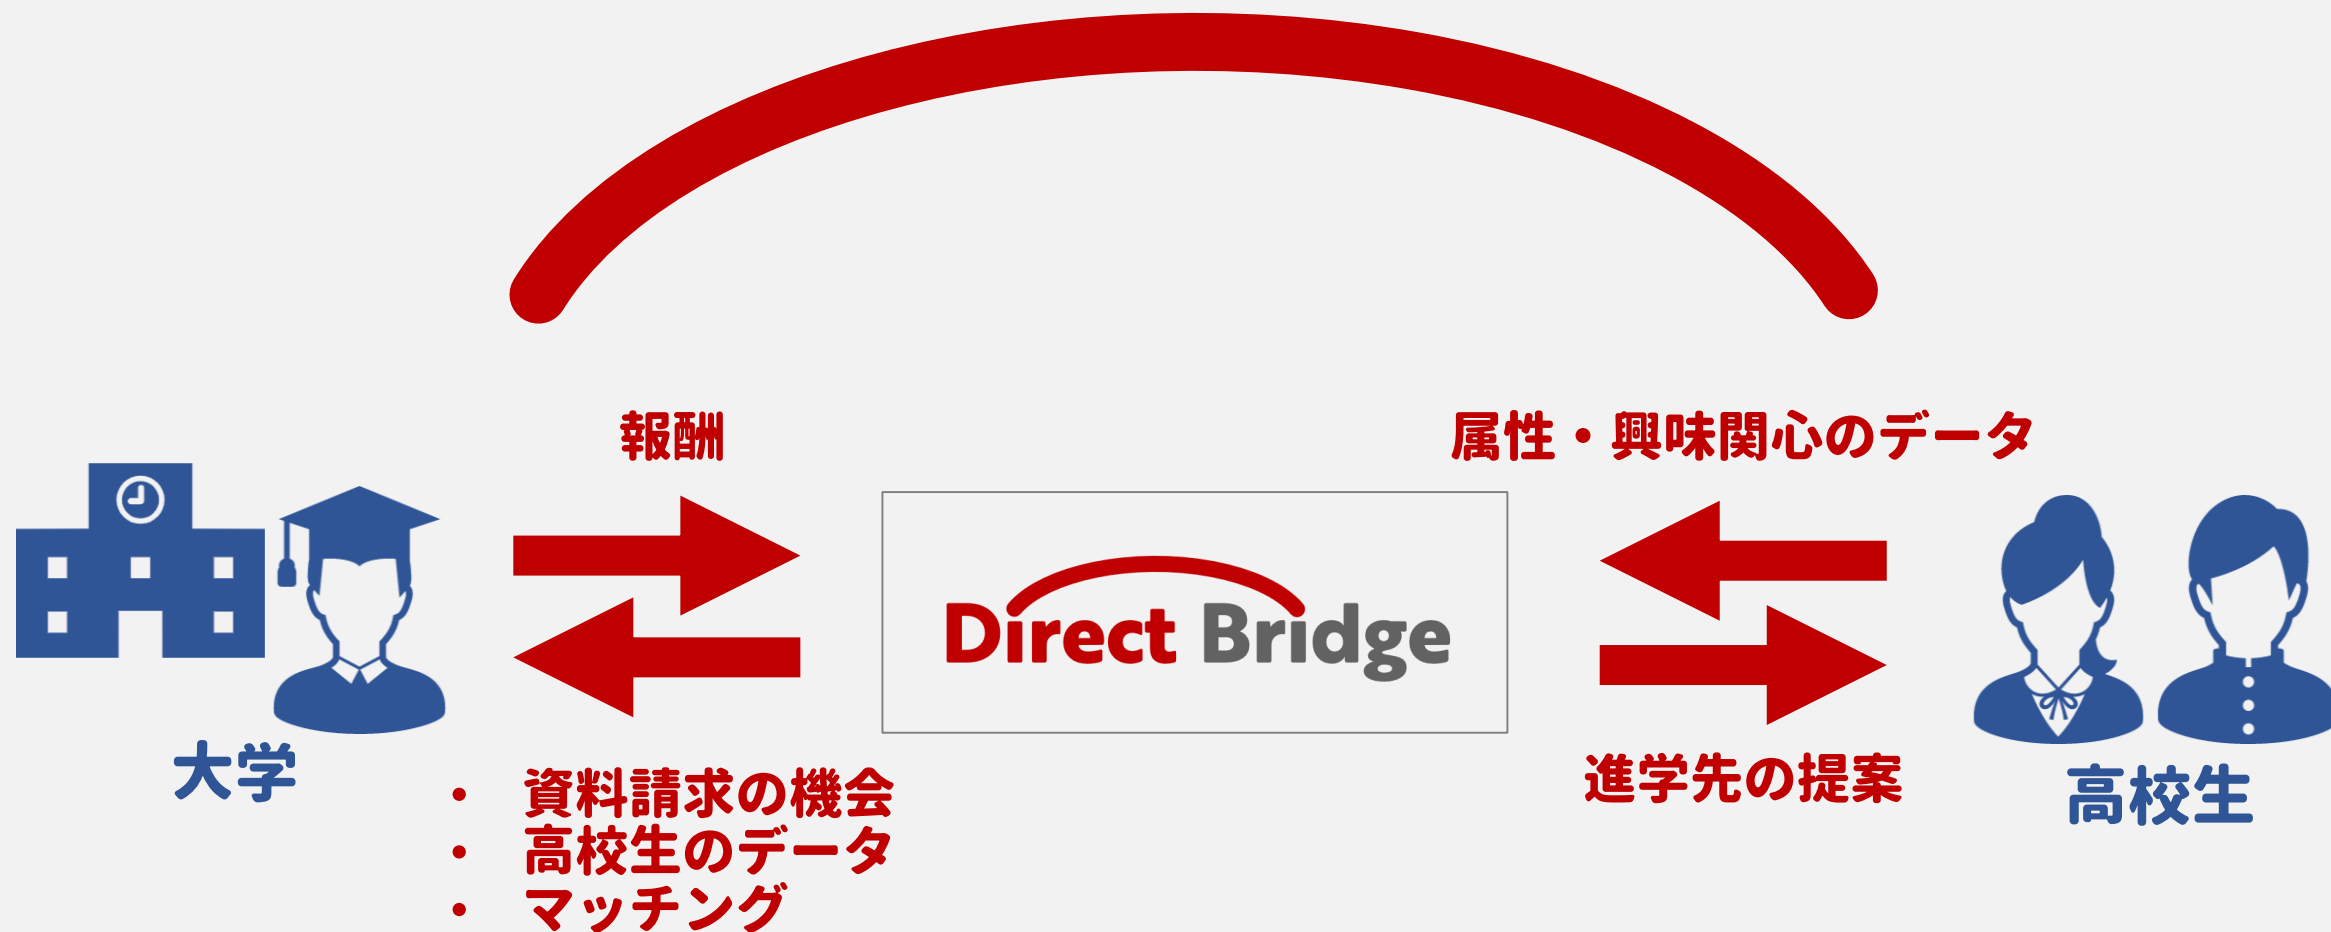 報酬
属性・興味関心のデータ
Direct Bridge
大学
・ 資料請求の機会
・ 高校生のデータ
・ マッチング
進学先の提案
高校生